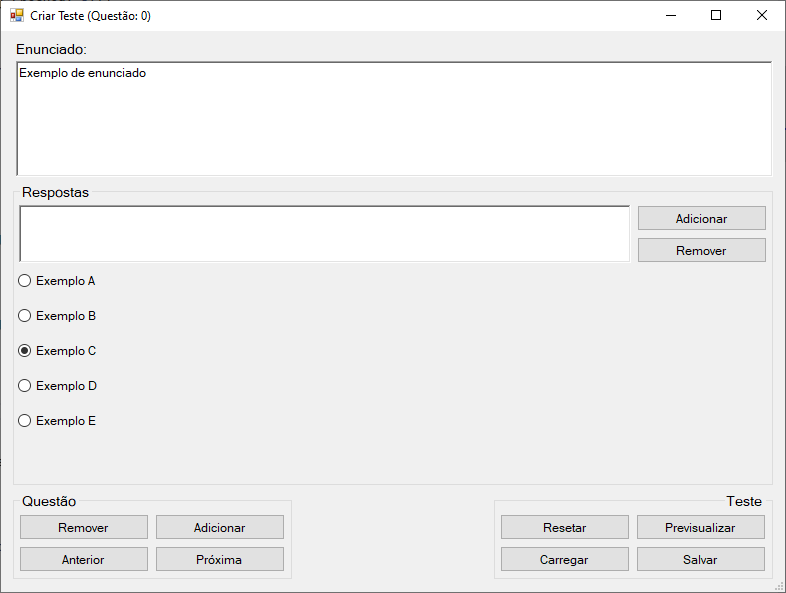 Criar Teste (Questão: 0)
Enunciado:
Exemplo de enunciado
Respostas
Adicionar
Remover
Exemplo A
Exemplo B
Exemplo C
Exemplo D
Exemplo E
Questão
Remover
Adicionar
Anterior
Próxima
Teste
Resetar
Previsualizar
Carregar
Salvar